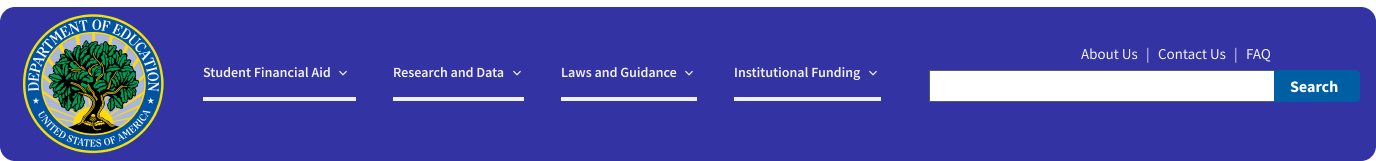 DEPARTMENT OF EDUCATION
UNITED STATES OF AMERICA
Student Financial Aid
Research and Data
Laws and Guidance
Institutional Funding
About Us | Contact Us | FAQ
Search